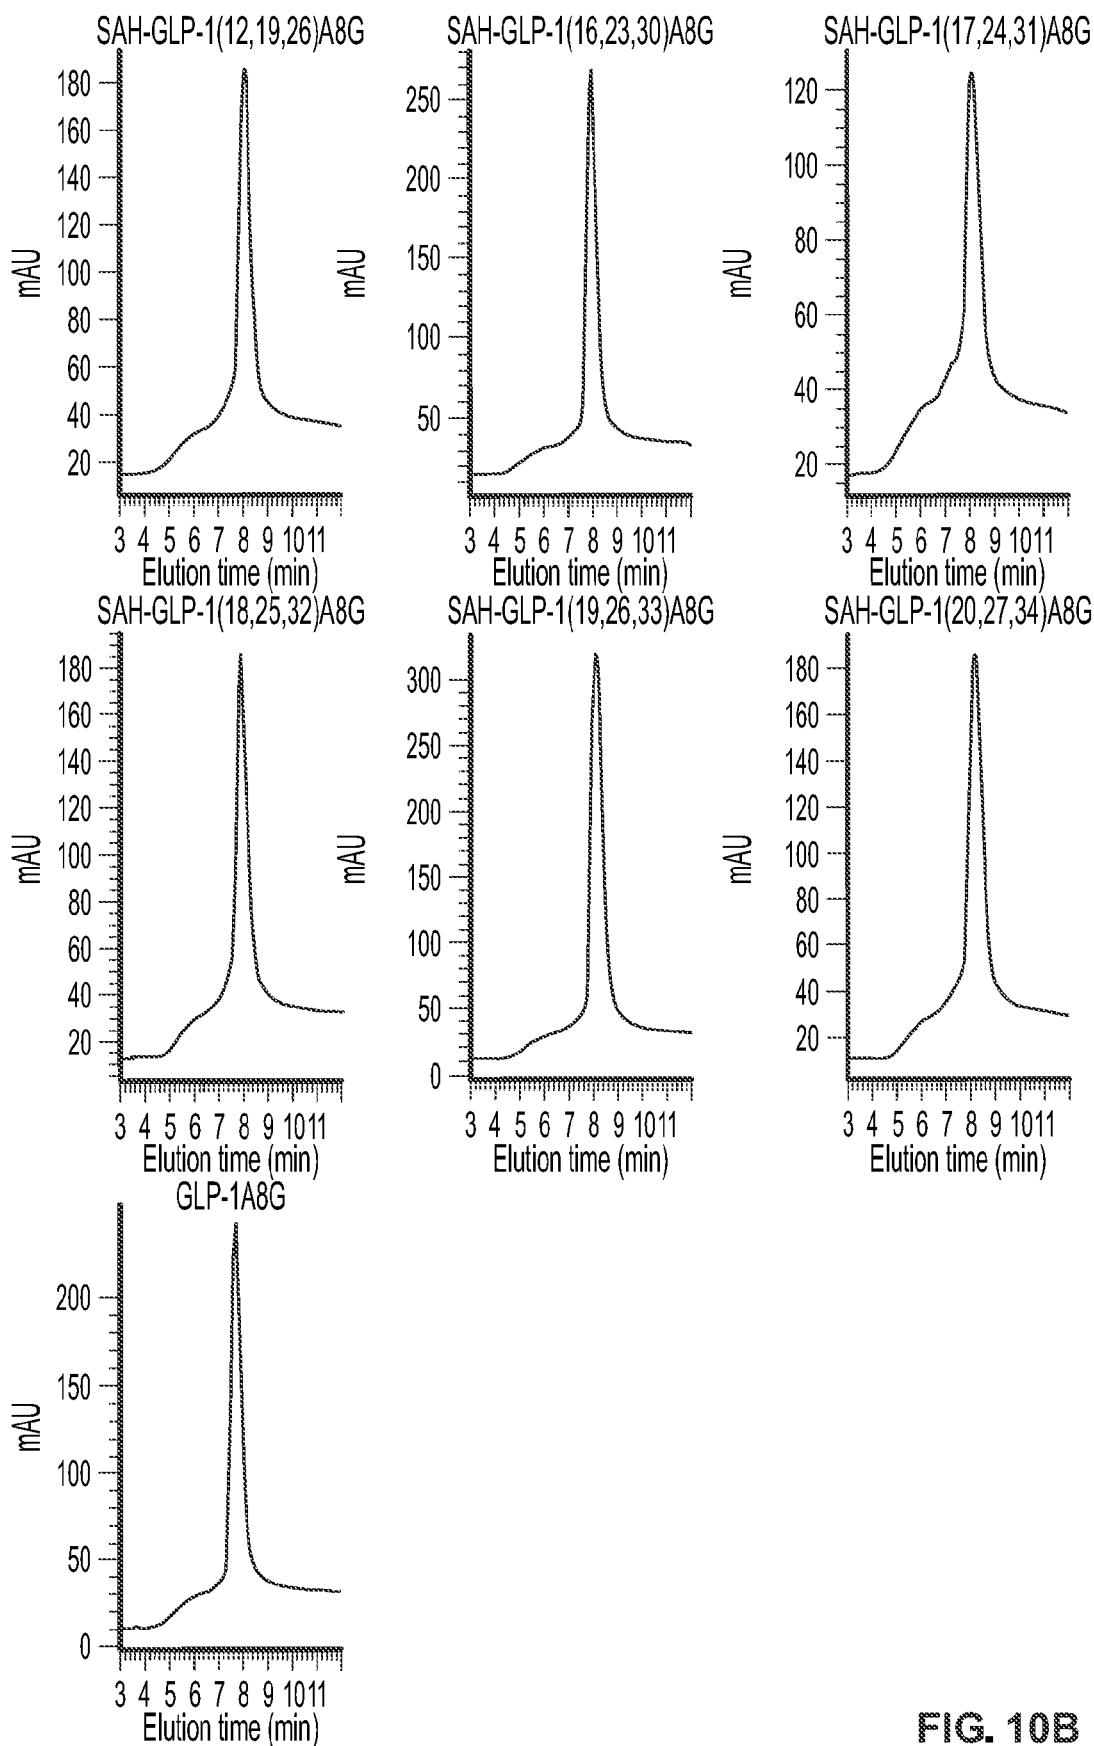 SAH-GLP-1(12,19,26)A8G
SAH-GLP-1(16,23,30)A8G
SAH-GLP-1(17,24,31)A8G
mAU
180
160
140
120
100
80
60
40
20
mAU
250
200
150
100
50
mAU
120
100
80
60
40
20
3 4 5 6 7 8 9 1011
3 4 5 6 7 8 9 1011
3 4 5 6 7 8 9 1011
Elution time (min)
Elution time (min)
Elution time (min)
SAH-GLP-1(18,25,32)A8G
SAH-GLP-1(19,26,33)A8G
SAH-GLP-1(20,27,34)A8G
mAU
180
160
140
120
100
80
60
40
20
mAU
300
250
200
150
100
50
0
mAU
180
160
140
120
100
80
60
40
20
3 4 5 6 7 8 9 1011
3 4 5 6 7 8 9 1011
3 4 5 6 7 8 9 1011
Elution time (min)
Elution time (min)
Elution time (min)
GLP-1A8G
mAU
200
150
100
50
0
3 4 5 6 7 8 9 1011
Elution time (min)
FIG. 10B